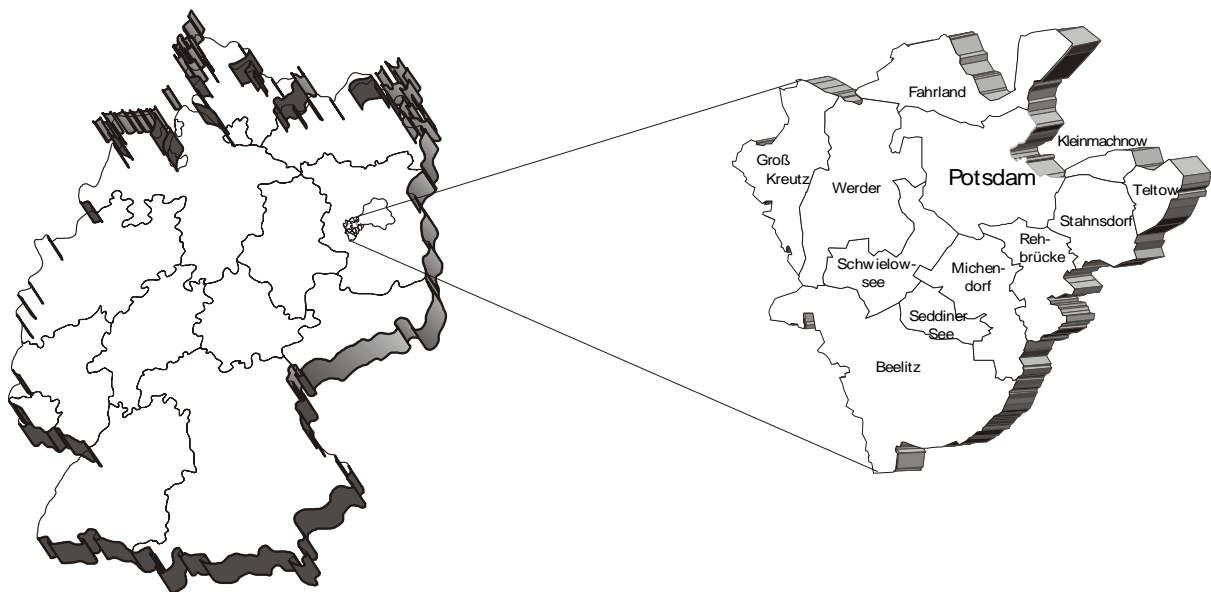 Fahrland
Kleinmachnow
Groß
Kreutz
Werder
Potsdam
Teltow
Stahnsdorf
Reh-
brücke
Schwielow-
see
Michen-
dorf
Seddiner
See
Beelitz